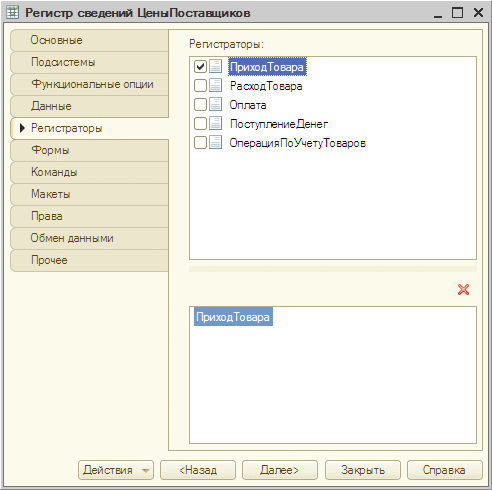 Регистр сведений ЦеныПоставщиков
Основные
Подсистемы
Функциональные опции
Данные
Регистраторы
Формы
Команды
Макеты
Права
Обмен данными
Прочее
Регистраторы:
ПриходТовара
РасходТовара
Оплата
ПоступлениеДенег
ОперацияПоУчетуТоваров
ПриходТовара
Действия
<Назад
Далее>
Закрыть
Справка